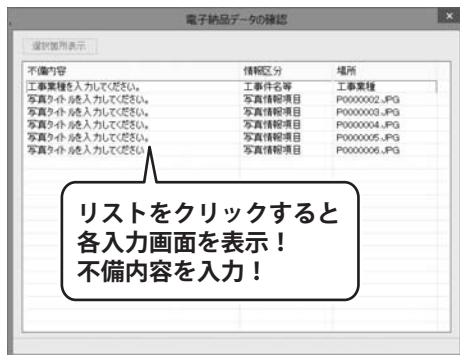 電子納品データの確認
選択箇所表示
不備内容 情報区分 場所
工事業種を入力してください。 工事件名等 工事業種
写真タイトルを入力してください。 写真情報項目 P0000002.JPG
写真タイトルを入力してください。 写真情報項目 P0000003.JPG
写真タイトルを入力してください。 写真情報項目 P0000004.JPG
写真タイトルを入力してください。 写真情報項目 P0000005.JPG
写真タイトルを入力してください 写真情報項目 P0000006.JPG
リストをクリックすると
各入力画面を表示！
不備内容を入力！